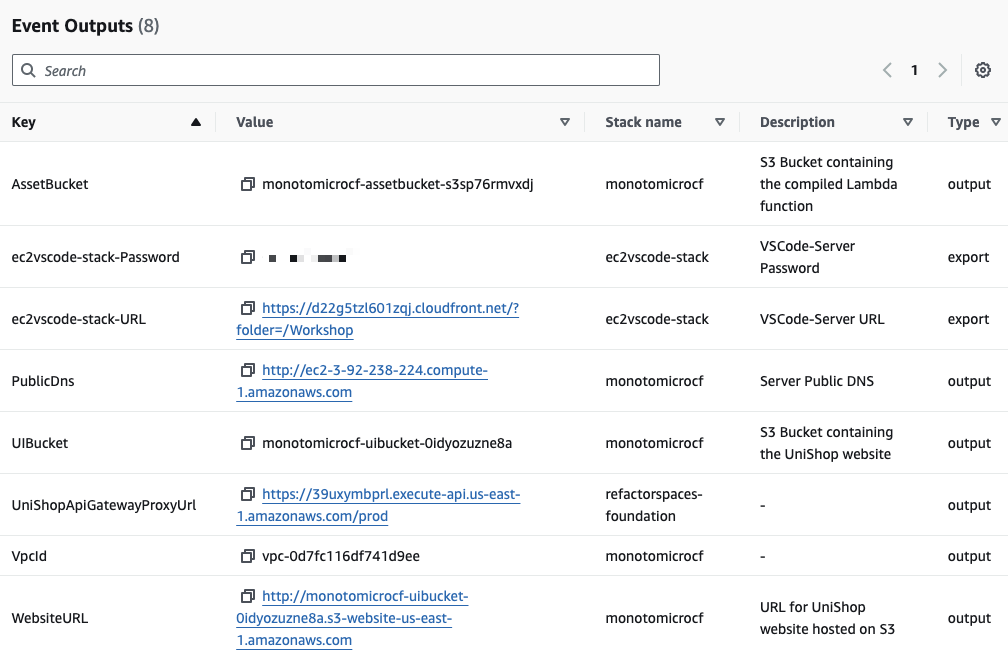 Event Outputs (8)
Search
1
Key Value Stack name Description Type
AssetBucket monotomicrocf-assetbucket-s3sp76rmvxdj monotomicrocf S3 Bucket containing
the compiled Lambda
function output
ec2vscode-stack-Password ec2vscode-stack VSCode-Server
Password export
ec2vscode-stack-URL https://d22g5tzl601zqj.cloudfront.net/?
folder=/Workshop ec2vscode-stack VSCode-Server URL export
PublicDns http://ec2-3-92-238-224.compute-
1.amazonaws.com monotomicrocf Server Public DNS output
UIBucket monotomicrocf-uibucket-0idyozuzne8a monotomicrocf S3 Bucket containing
the UniShop website output
UniShopApiGatewayProxyUrl https://39uxymbprl.execute-api.us-east-
1.amazonaws.com/prod refactorspaces-
foundation - output
VpcId vpc-0d7fc116df741d9ee monotomicrocf - output
WebsiteURL http://monotomicrocf-uibucket-
0idyozuzne8a.s3-website-us-east-
1.amazonaws.com monotomicrocf URL for UniShop
website hosted on S3 output